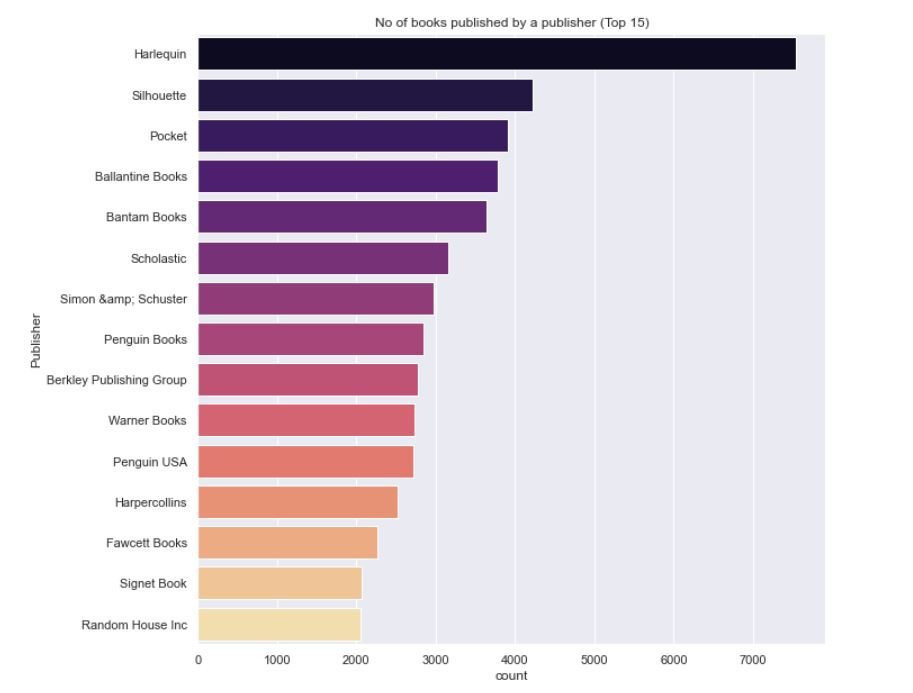 No of books published by a publisher (Top 15)
Harlequin
Silhouette
Pocket
Ballantine Books
Bantam Books
Scholastic
Simon &amp; Schuster
Penguin Books
Berkley Publishing Group
Warner Books
Penguin USA
Harpercollins
Fawcett Books
Signet Book
Random House Inc
Publisher
0 1000 2000 3000 4000 5000 6000 7000
count